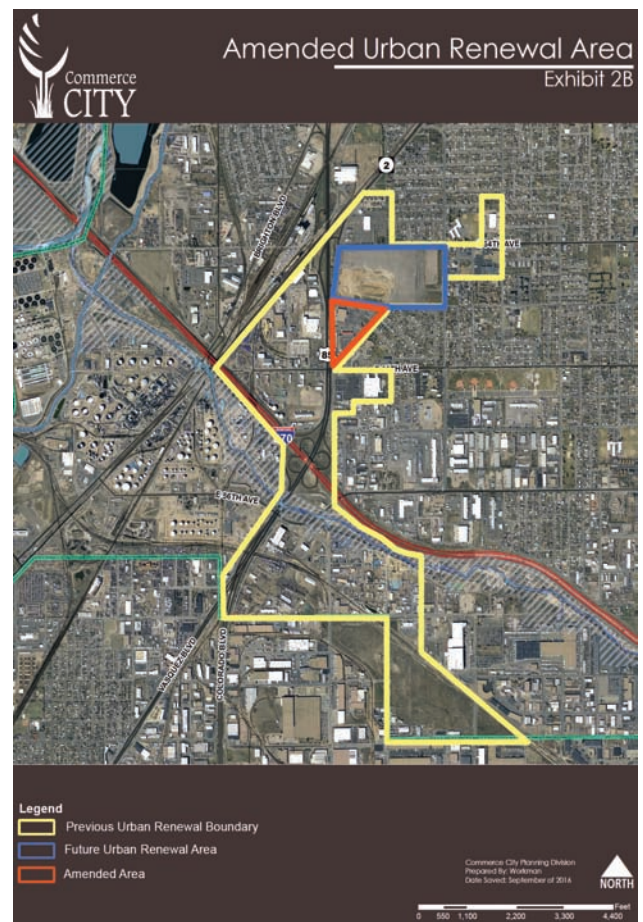 Commerce
CITY
Amended Urban Renewal Area
Exhibit 2B
2
BRIGHTON BLVD
64TH AVE
85
AVE
270
E 56TH AVE
VASQUEZ BLVD
COLORADO BLVD
Legend
Previous Urban Renewal Boundary
Future Urban Renewal Area
Amended Area
Commerce City Planning Division
Prepared By: Workman
Date Saved: September of 2016
NORTH
Feet
0 550 1,100 2,200 3,300 4,400